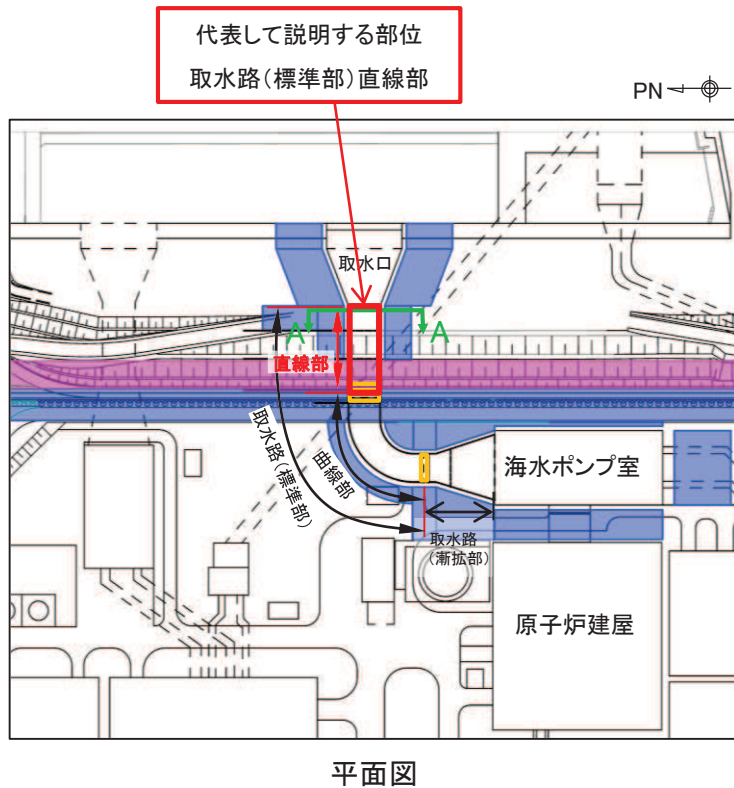 代表して説明する部位
取水路（標準部）直線部
PN
取水口
A
A
直線部
取水路（標準部）
曲線部
海水ポンプ室
取水路
（漸拡部）
原子炉建屋
平面図